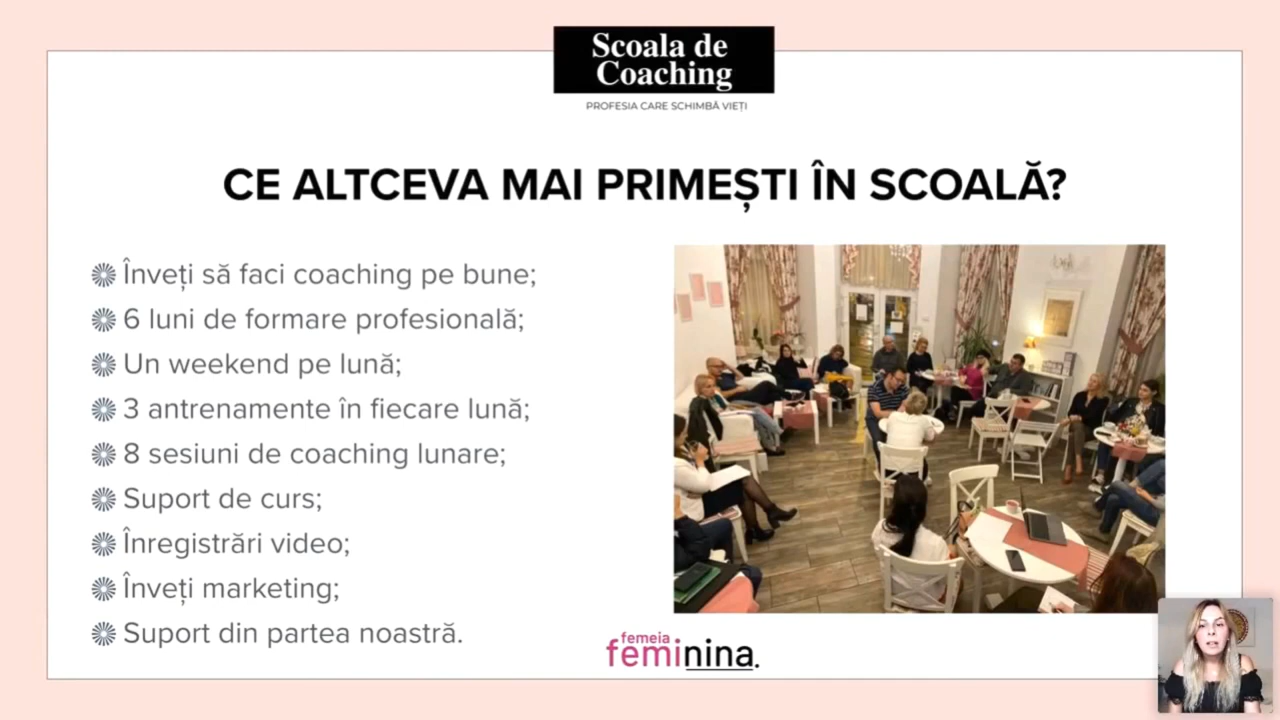 Scoala de
Coaching
PROFESIA CARE SCHIMBĂ VIEȚI
CE ALTCEVA MAI PRIMEȘTI ÎN SCOALĂ?
Înveți să faci coaching pe bune;
6 luni de formare profesională;
Un weekend pe lună;
3 antrenamente în fiecare lună;
8 sesiuni de coaching lunare;
Suport de curs;
Înregistrări video;
Înveți marketing;
Suport din partea noastră.
femeia
feminina.